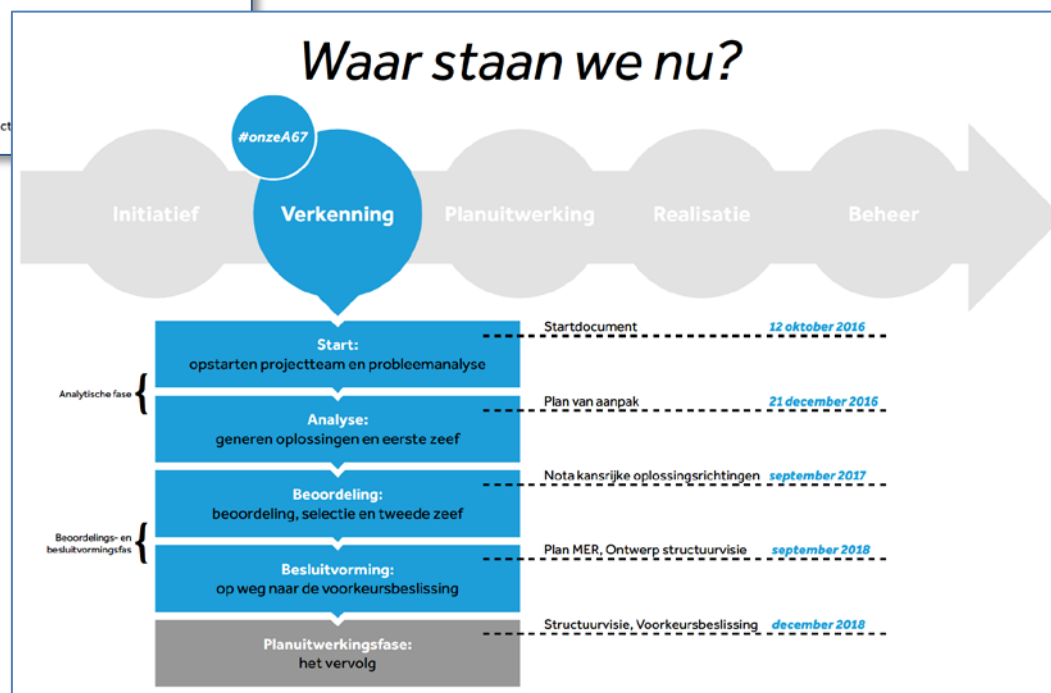 ct
Waar staan we nu?
#onzeA67
Initiatief
Verkenning
Planuitwerking
Realisatie
Beheer
Startdocument 12 oktober 2016
Start:
opstarten projectteam en probleemanalyse
Analytische fase
Plan van aanpak 21 december 2016
Analyse:
generen oplossingen en eerste zeef
Nota kansrijke oplossingsrichtingen september 2017
Beoordeling:
beoordeling, selectie en tweede zeef
Beoordelings- en
besluitvormingsfas
Plan MER, Ontwerp structuurvisie september 2018
Besluitvorming:
op weg naar de voorkeursbeslissing
Structuurvisie, Voorkeursbeslissing december 2018
Planuitwerkingsfase:
het vervolg